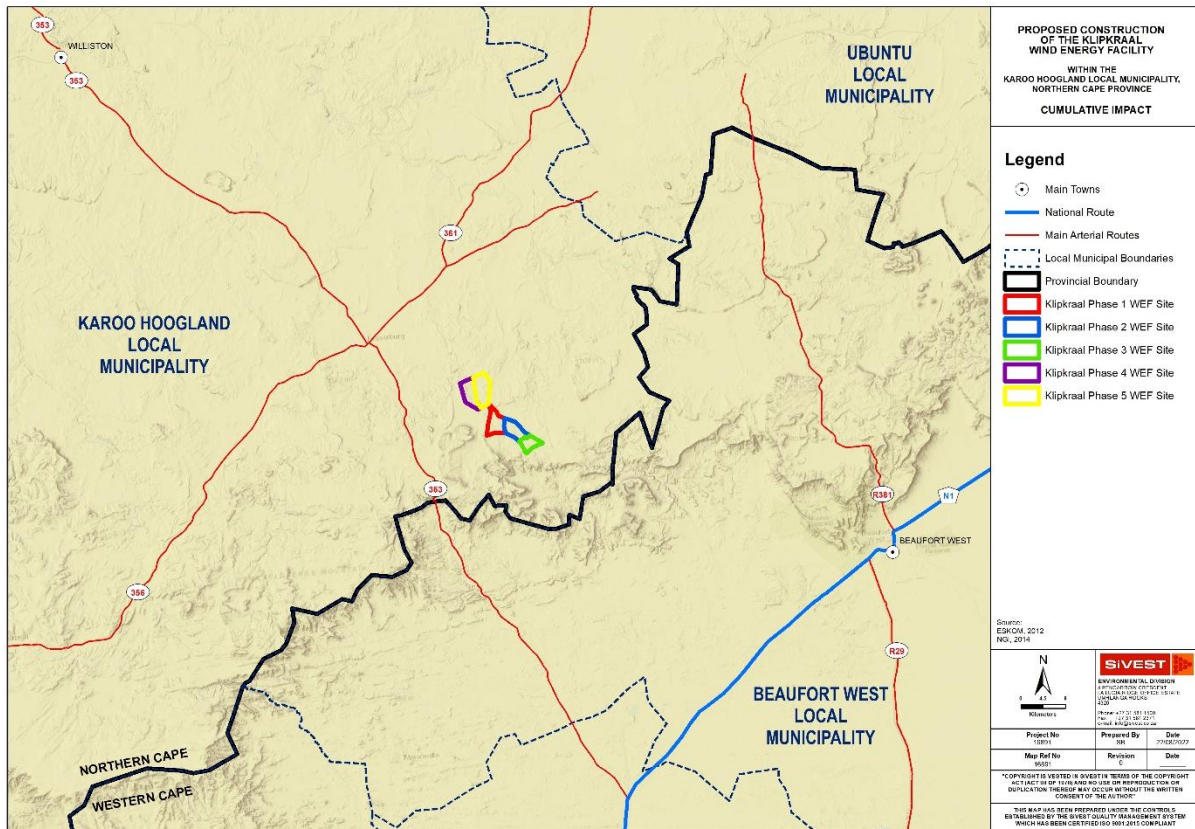 353
WILLISTON
353
UBUNTU
LOCAL
MUNICIPALITY
361
KAROO HOOGLAND
LOCAL
MUNICIPALITY
353
R381
N1
BEAUFORT WEST
356
R29
BEAUFORT WEST
LOCAL
MUNICIPALITY
NORTHERN CAPE
WESTERN CAPE
PROPOSED CONSTRUCTION
OF THE KLIPKRAAL
WIND ENERGY FACILITY
WITHIN THE
KAROO HOOGLAND LOCAL MUNICIPALITY,
NORTHERN CAPE PROVINCE
CUMULATIVE IMPACT
Legend
Main Towns
National Route
Main Arterial Routes
Local Municipal Boundaries
Provincial Boundary
Klipkraal Phase 1 WEF Site
Klipkraal Phase 2 WEF Site
Klipkraal Phase 3 WEF Site
Klipkraal Phase 4 WEF Site
Klipkraal Phase 5 WEF Site
Source:
ESKOM, 2012
NGI, 2014
N
Kilometers
SiVEST
ENVIRONMENTAL DIVISION
Project No
Prepared By
Date
Map Ref No
Revision
Date
0
"COPYRIGHT IS VESTED IN SIVEST IN TERMS OF THE COPYRIGHT
ACT (ACT 98 OF 1978) AND NO USE OR REPRODUCTION OR
DUPLICATION THEREOF MAY OCCUR WITHOUT THE WRITTEN
CONSENT OF THE AUTHOR"
THIS MAP HAS BEEN PREPARED UNDER THE CONTROLS
ESTABLISHED BY THE SIVEST QUALITY MANAGEMENT SYSTEM
WHICH HAS BEEN CERTIFIED ISO 9001:2015 COMPLIANT